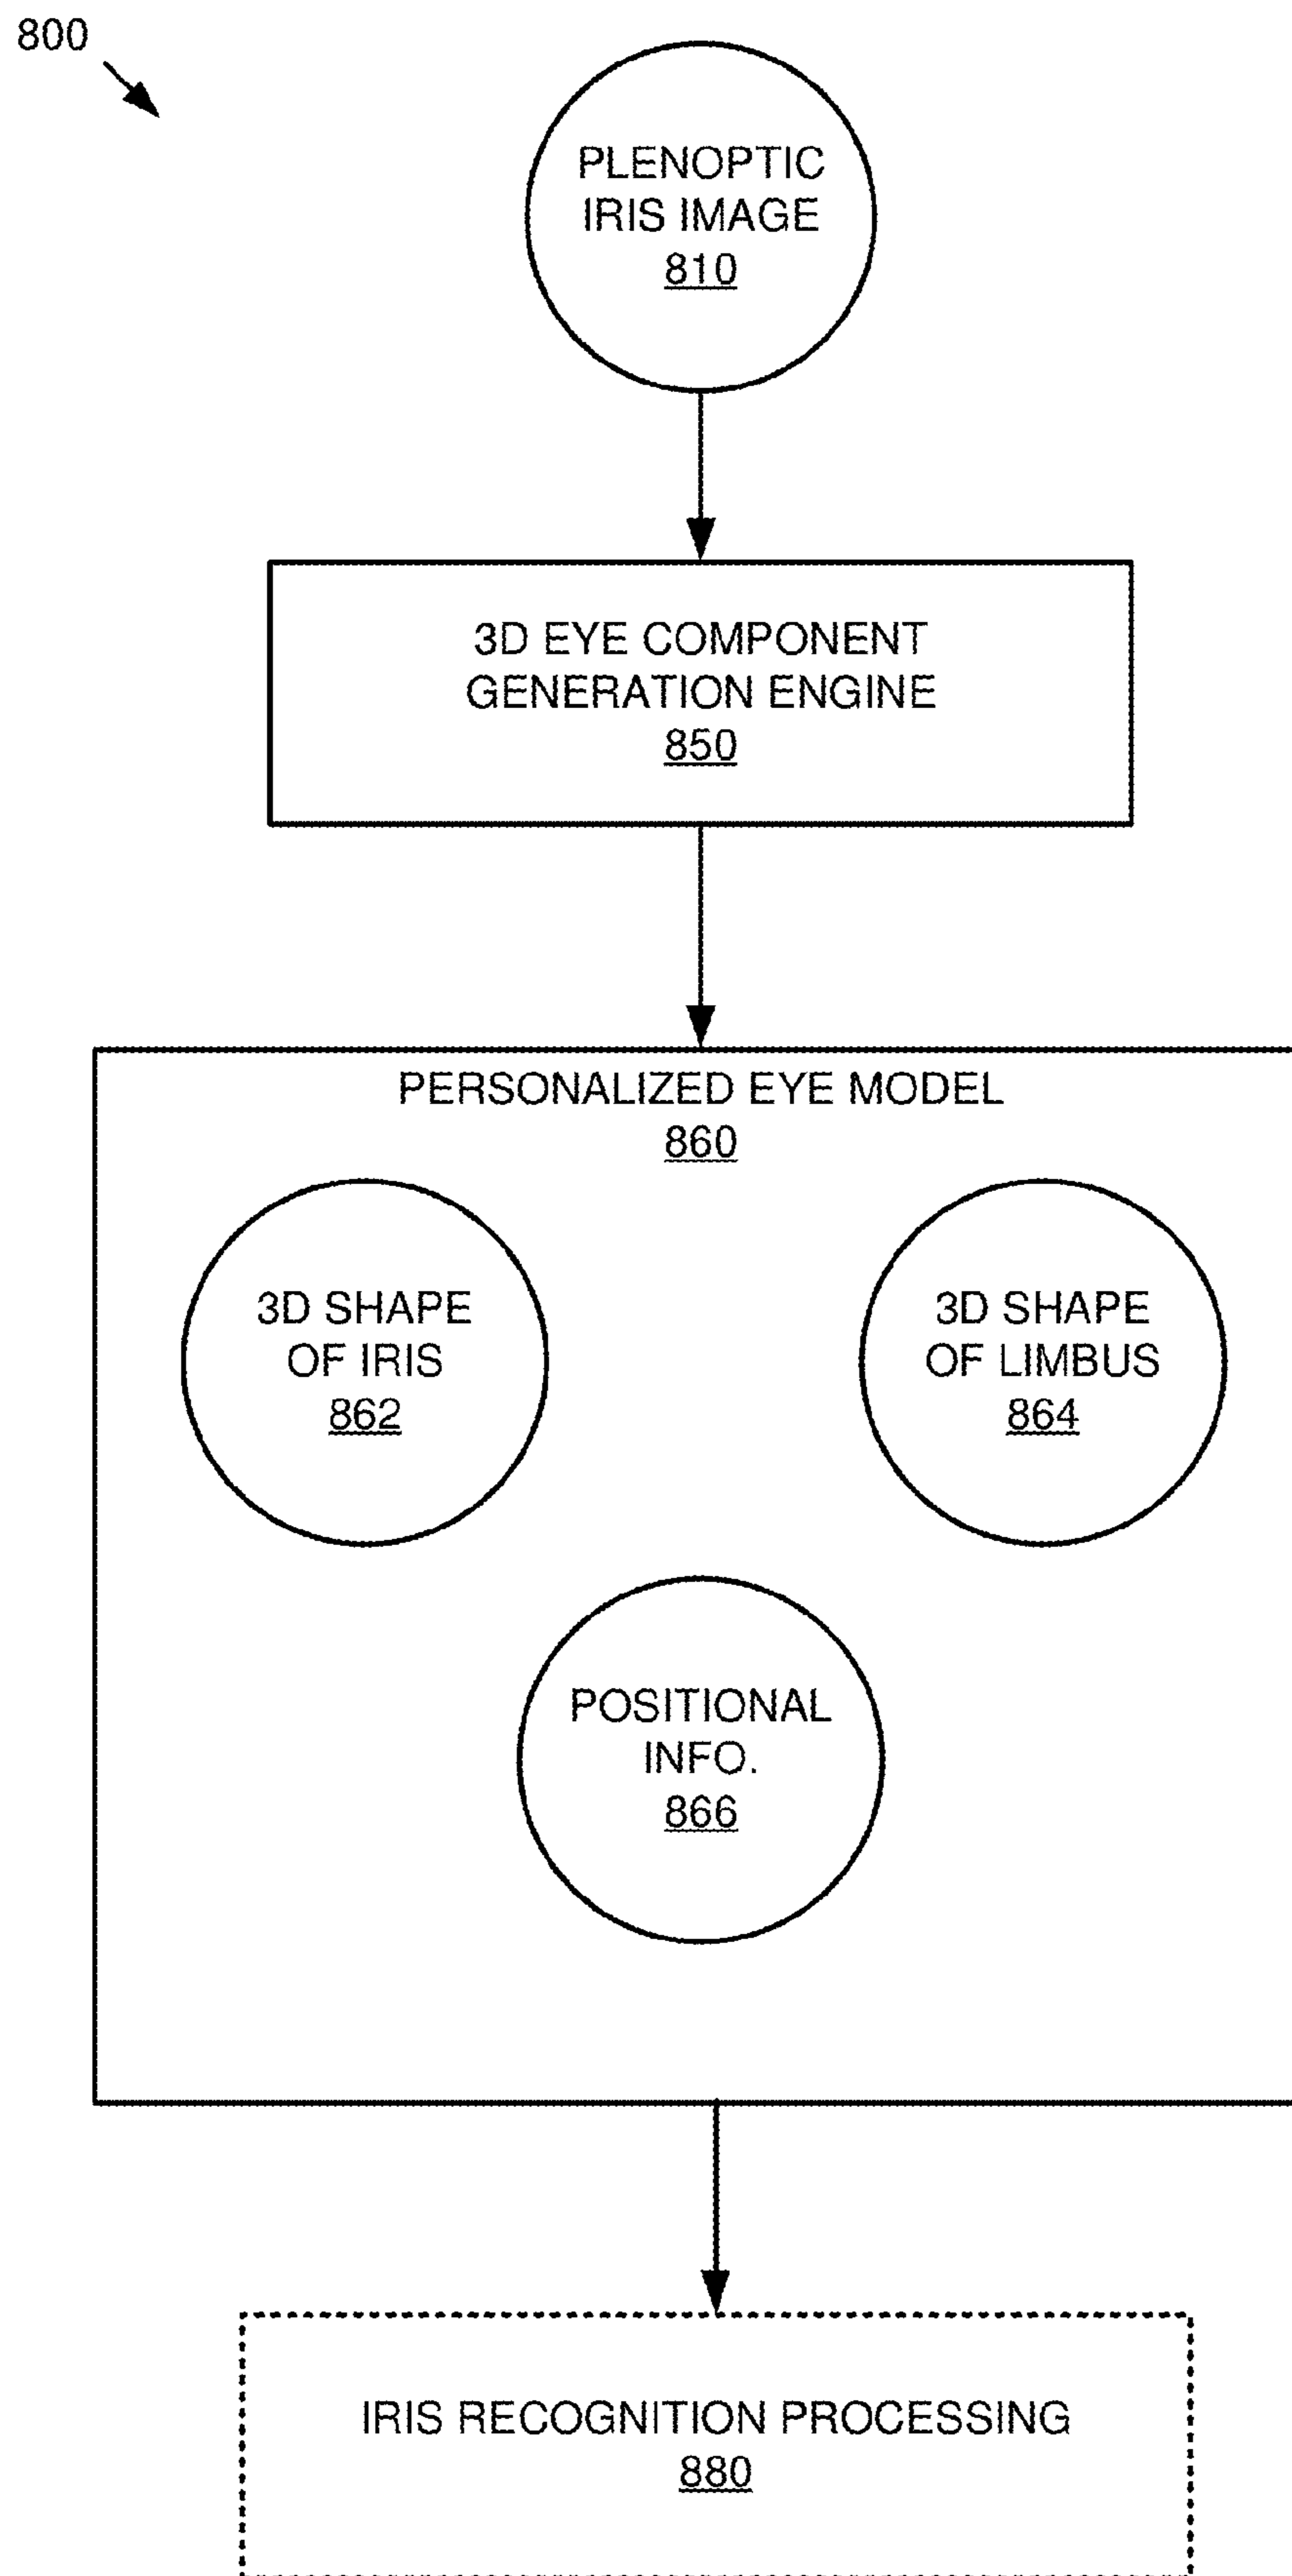 800
PLENOPTIC
IRIS IMAGE
810
3D EYE COMPONENT
GENERATION ENGINE
850
PERSONALIZED EYE MODEL
860
3D SHAPE
OF IRIS
862
3D SHAPE
OF LIMBUS
864
POSITIONAL
INFO.
866
IRIS RECOGNITION PROCESSING
880